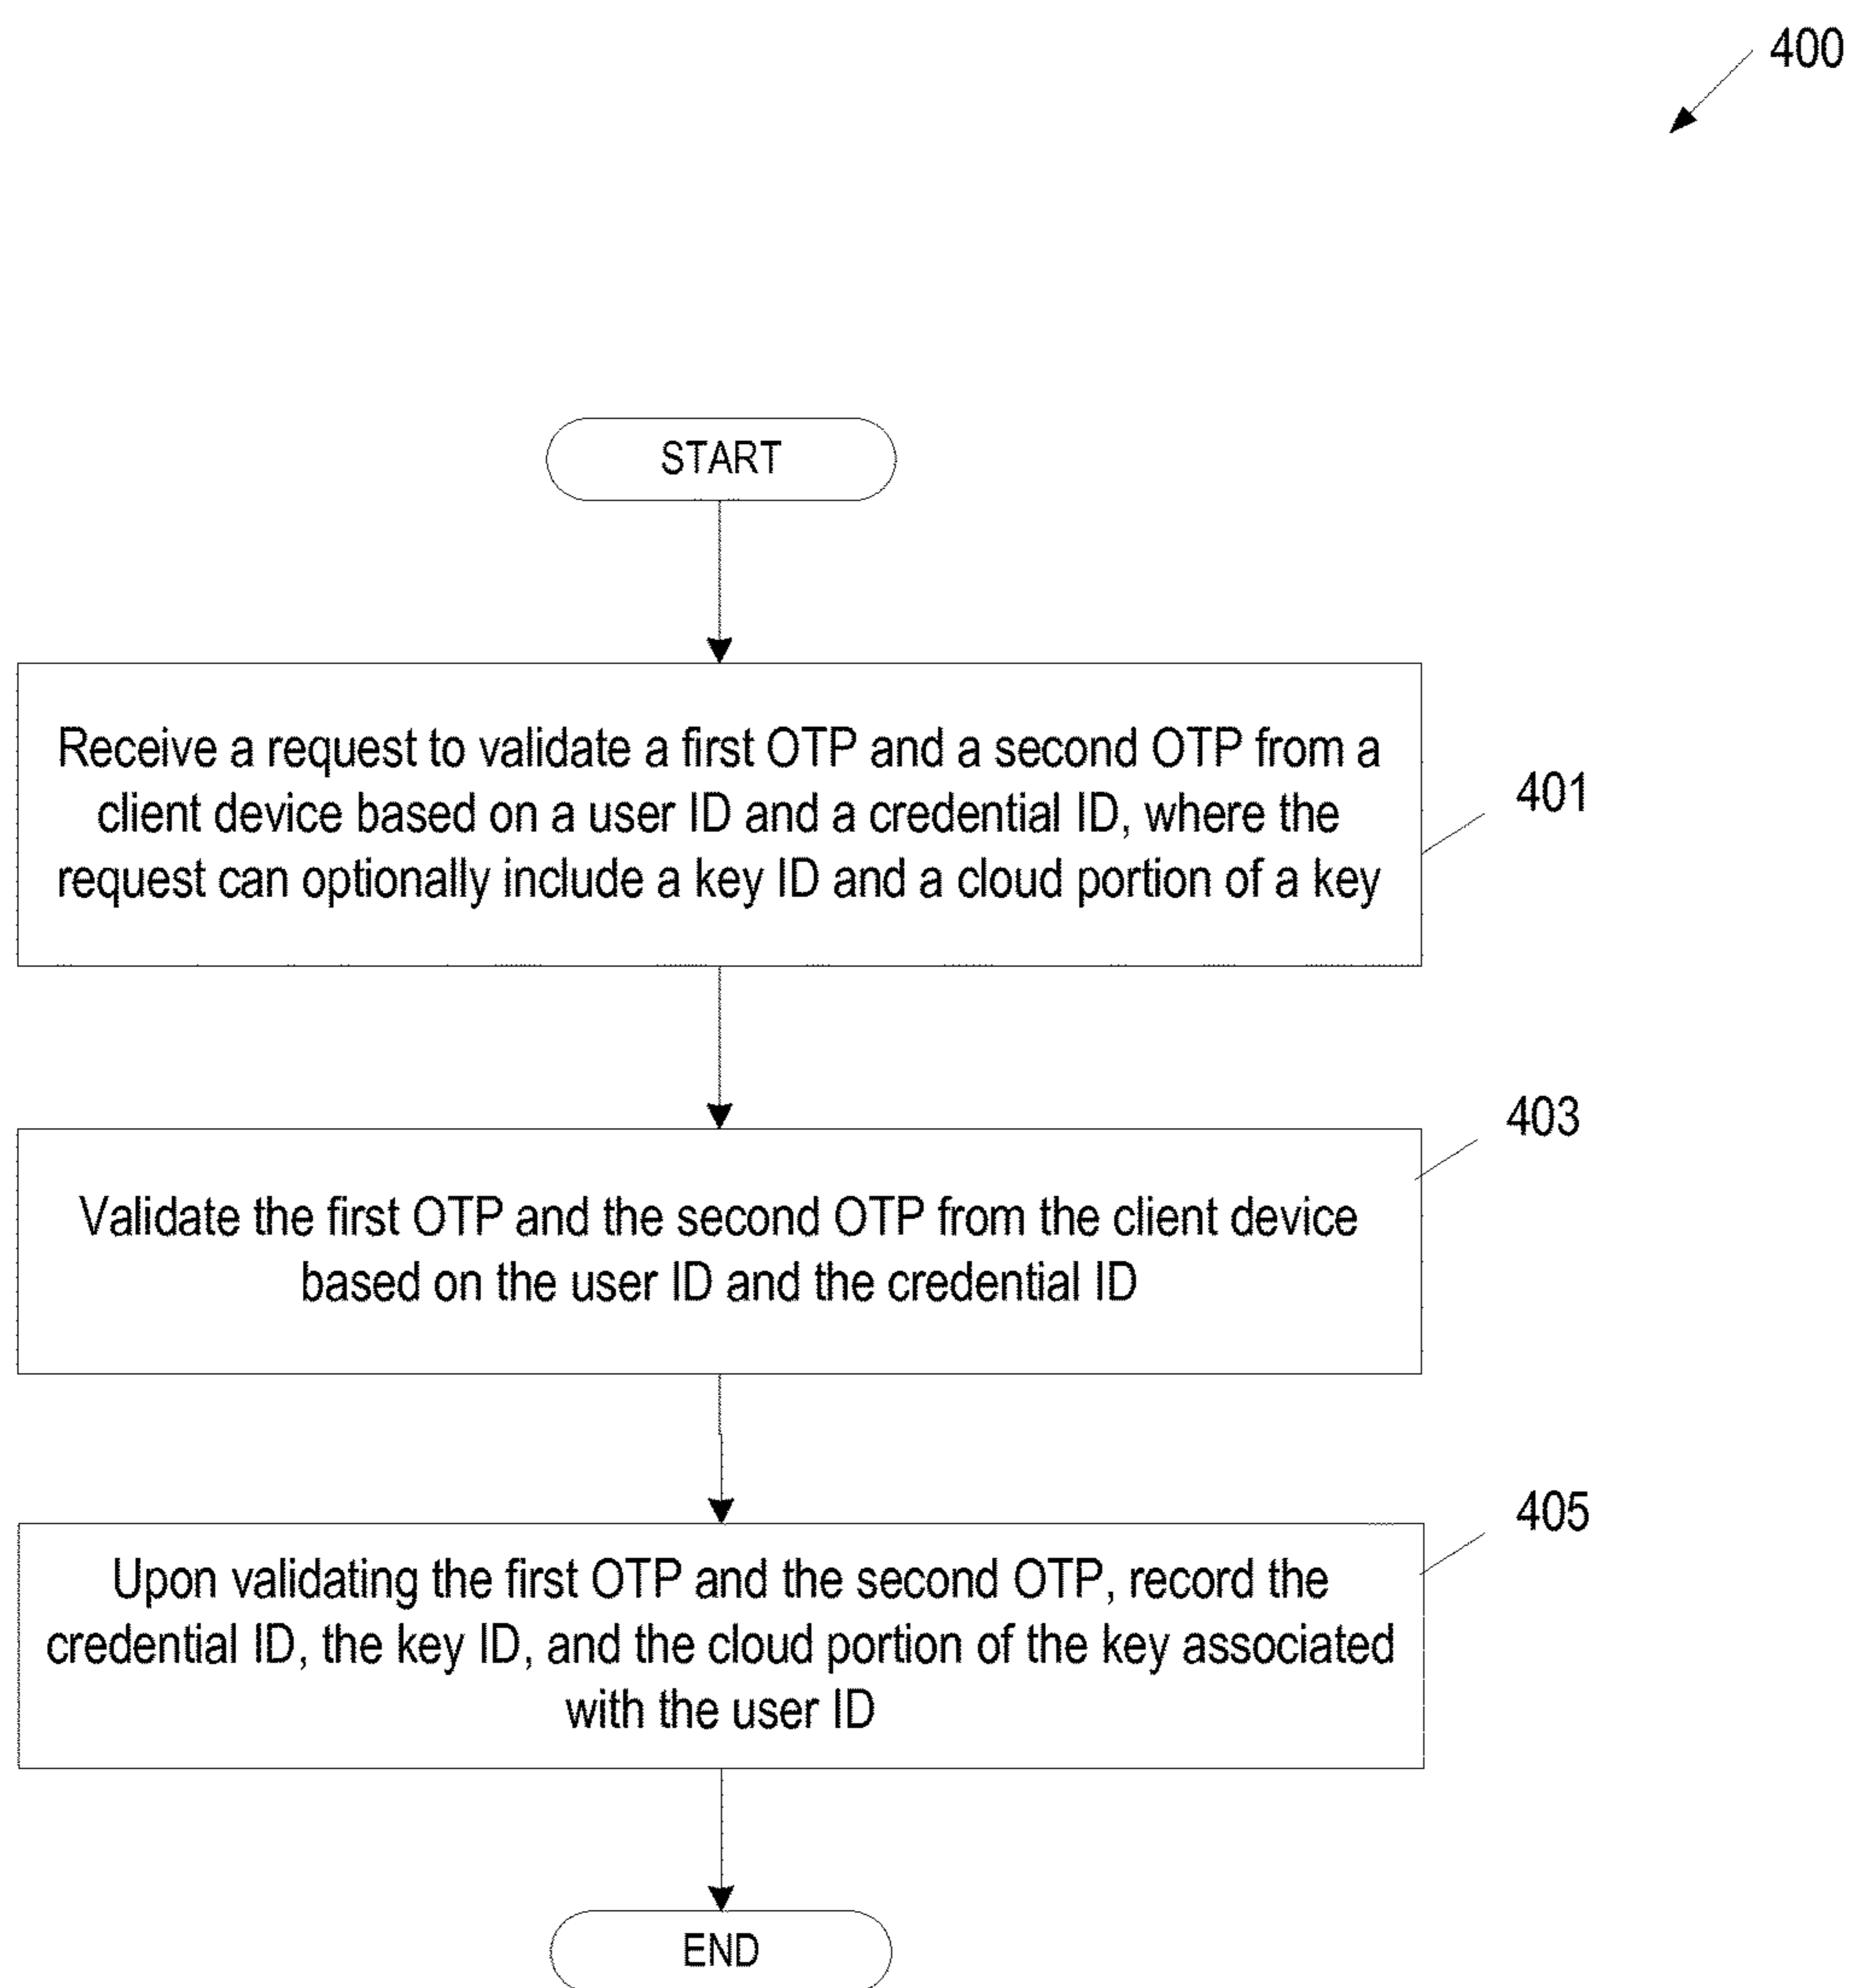 400
START
Receive a request to validate a first OTP and a second OTP from a
client device based on a user ID and a credential ID, where the
request can optionally include a key ID and a cloud portion of a key
401
403
Validate the first OTP and the second OTP from the client device
based on the user ID and the credential ID
405
Upon validating the first OTP and the second OTP, record the
credential ID, the key ID, and the cloud portion of the key associated
with the user ID
END